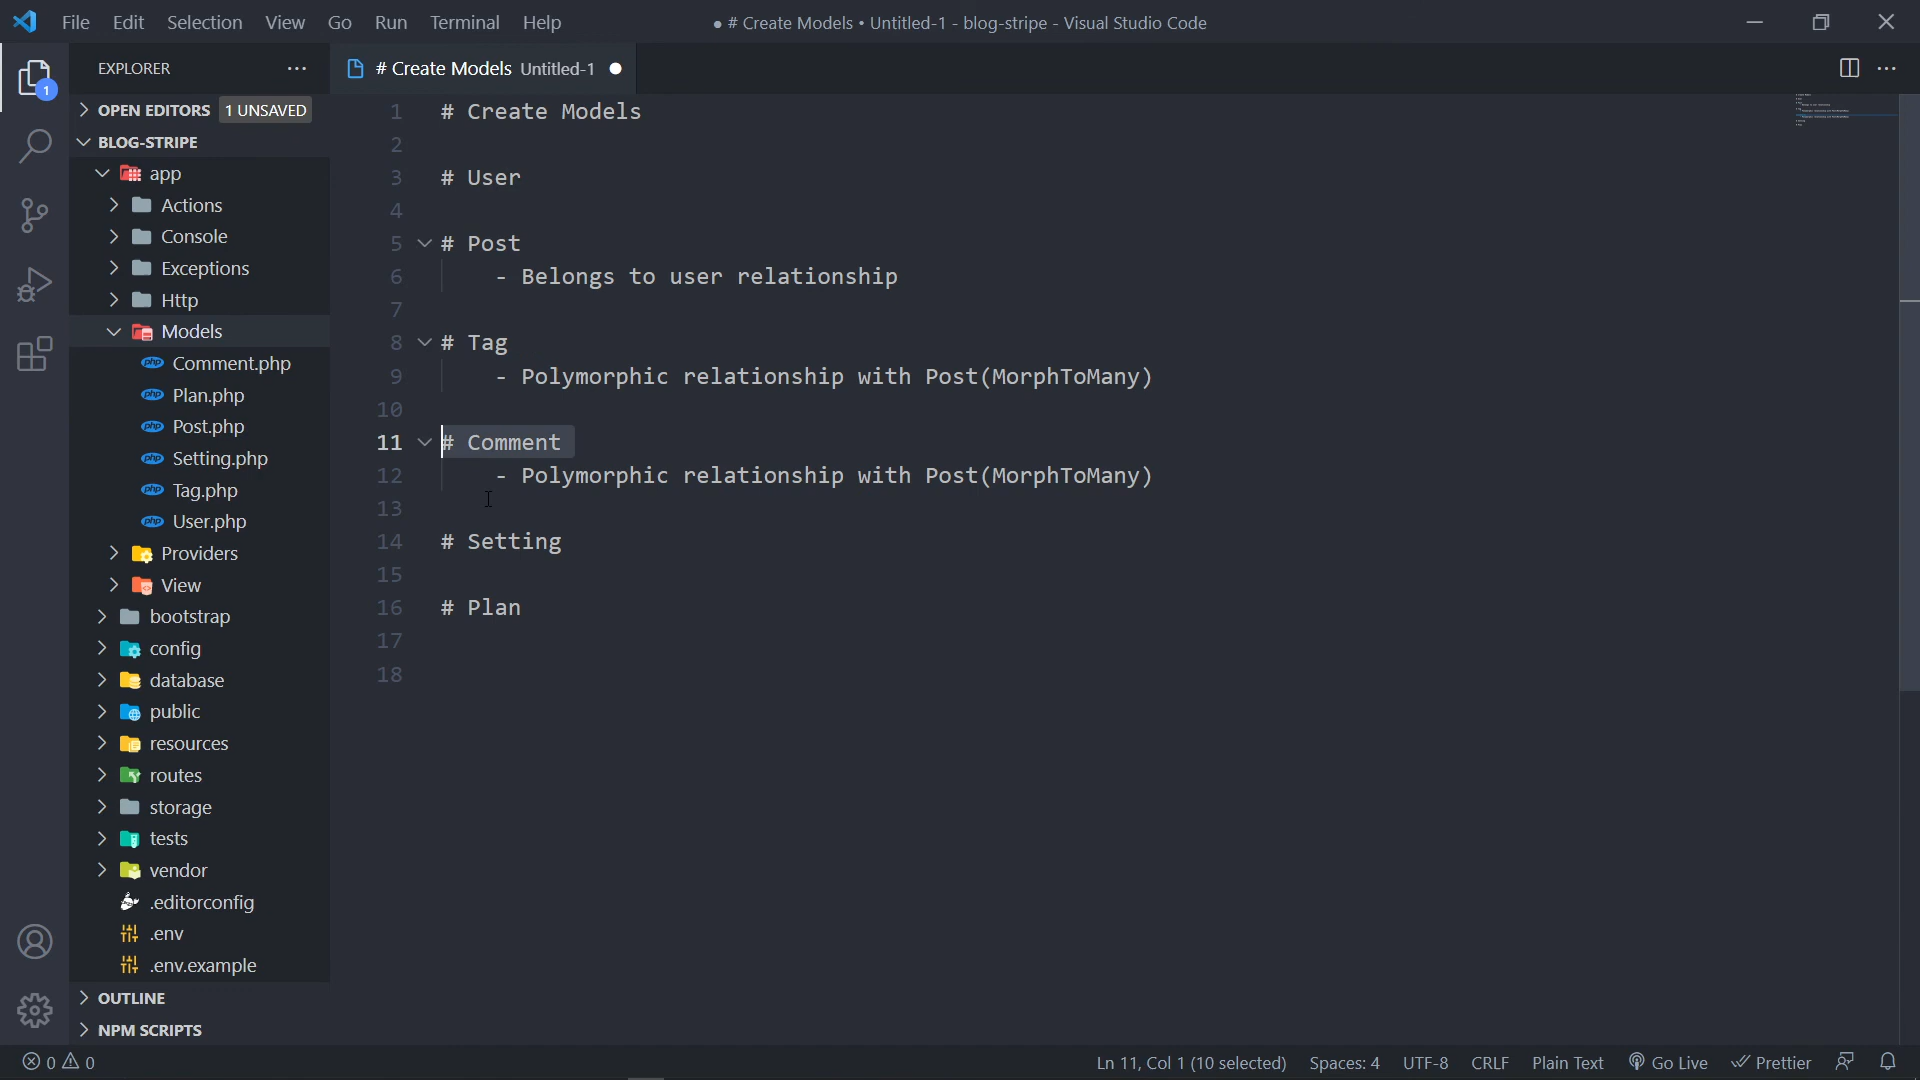 File Edit Selection View Go Run Terminal Help
● # Create Models • Untitled-1 - blog-stripe - Visual Studio Code
EXPLORER
# Create Models Untitled-1
OPEN EDITORS 1 UNSAVED
BLOG-STRIPE
app
Actions
Console
Exceptions
Http
Models
Comment.php
Plan.php
Post.php
Setting.php
Tag.php
User.php
Providers
View
bootstrap
config
database
public
resources
routes
storage
tests
vendor
.editorconfig
.env
.env.example
OUTLINE
NPM SCRIPTS
1
1 # Create Models
2
3 # User
4
5 # Post
6 - Belongs to user relationship
7
8 # Tag
9 - Polymorphic relationship with Post(MorphToMany)
10
11 # Comment
12 - Polymorphic relationship with Post(MorphToMany)
13
14 # Setting
15
16 # Plan
17
18
0 0
Ln 11, Col 1 (10 selected) Spaces: 4 UTF-8 CRLF Plain Text Go Live Prettier